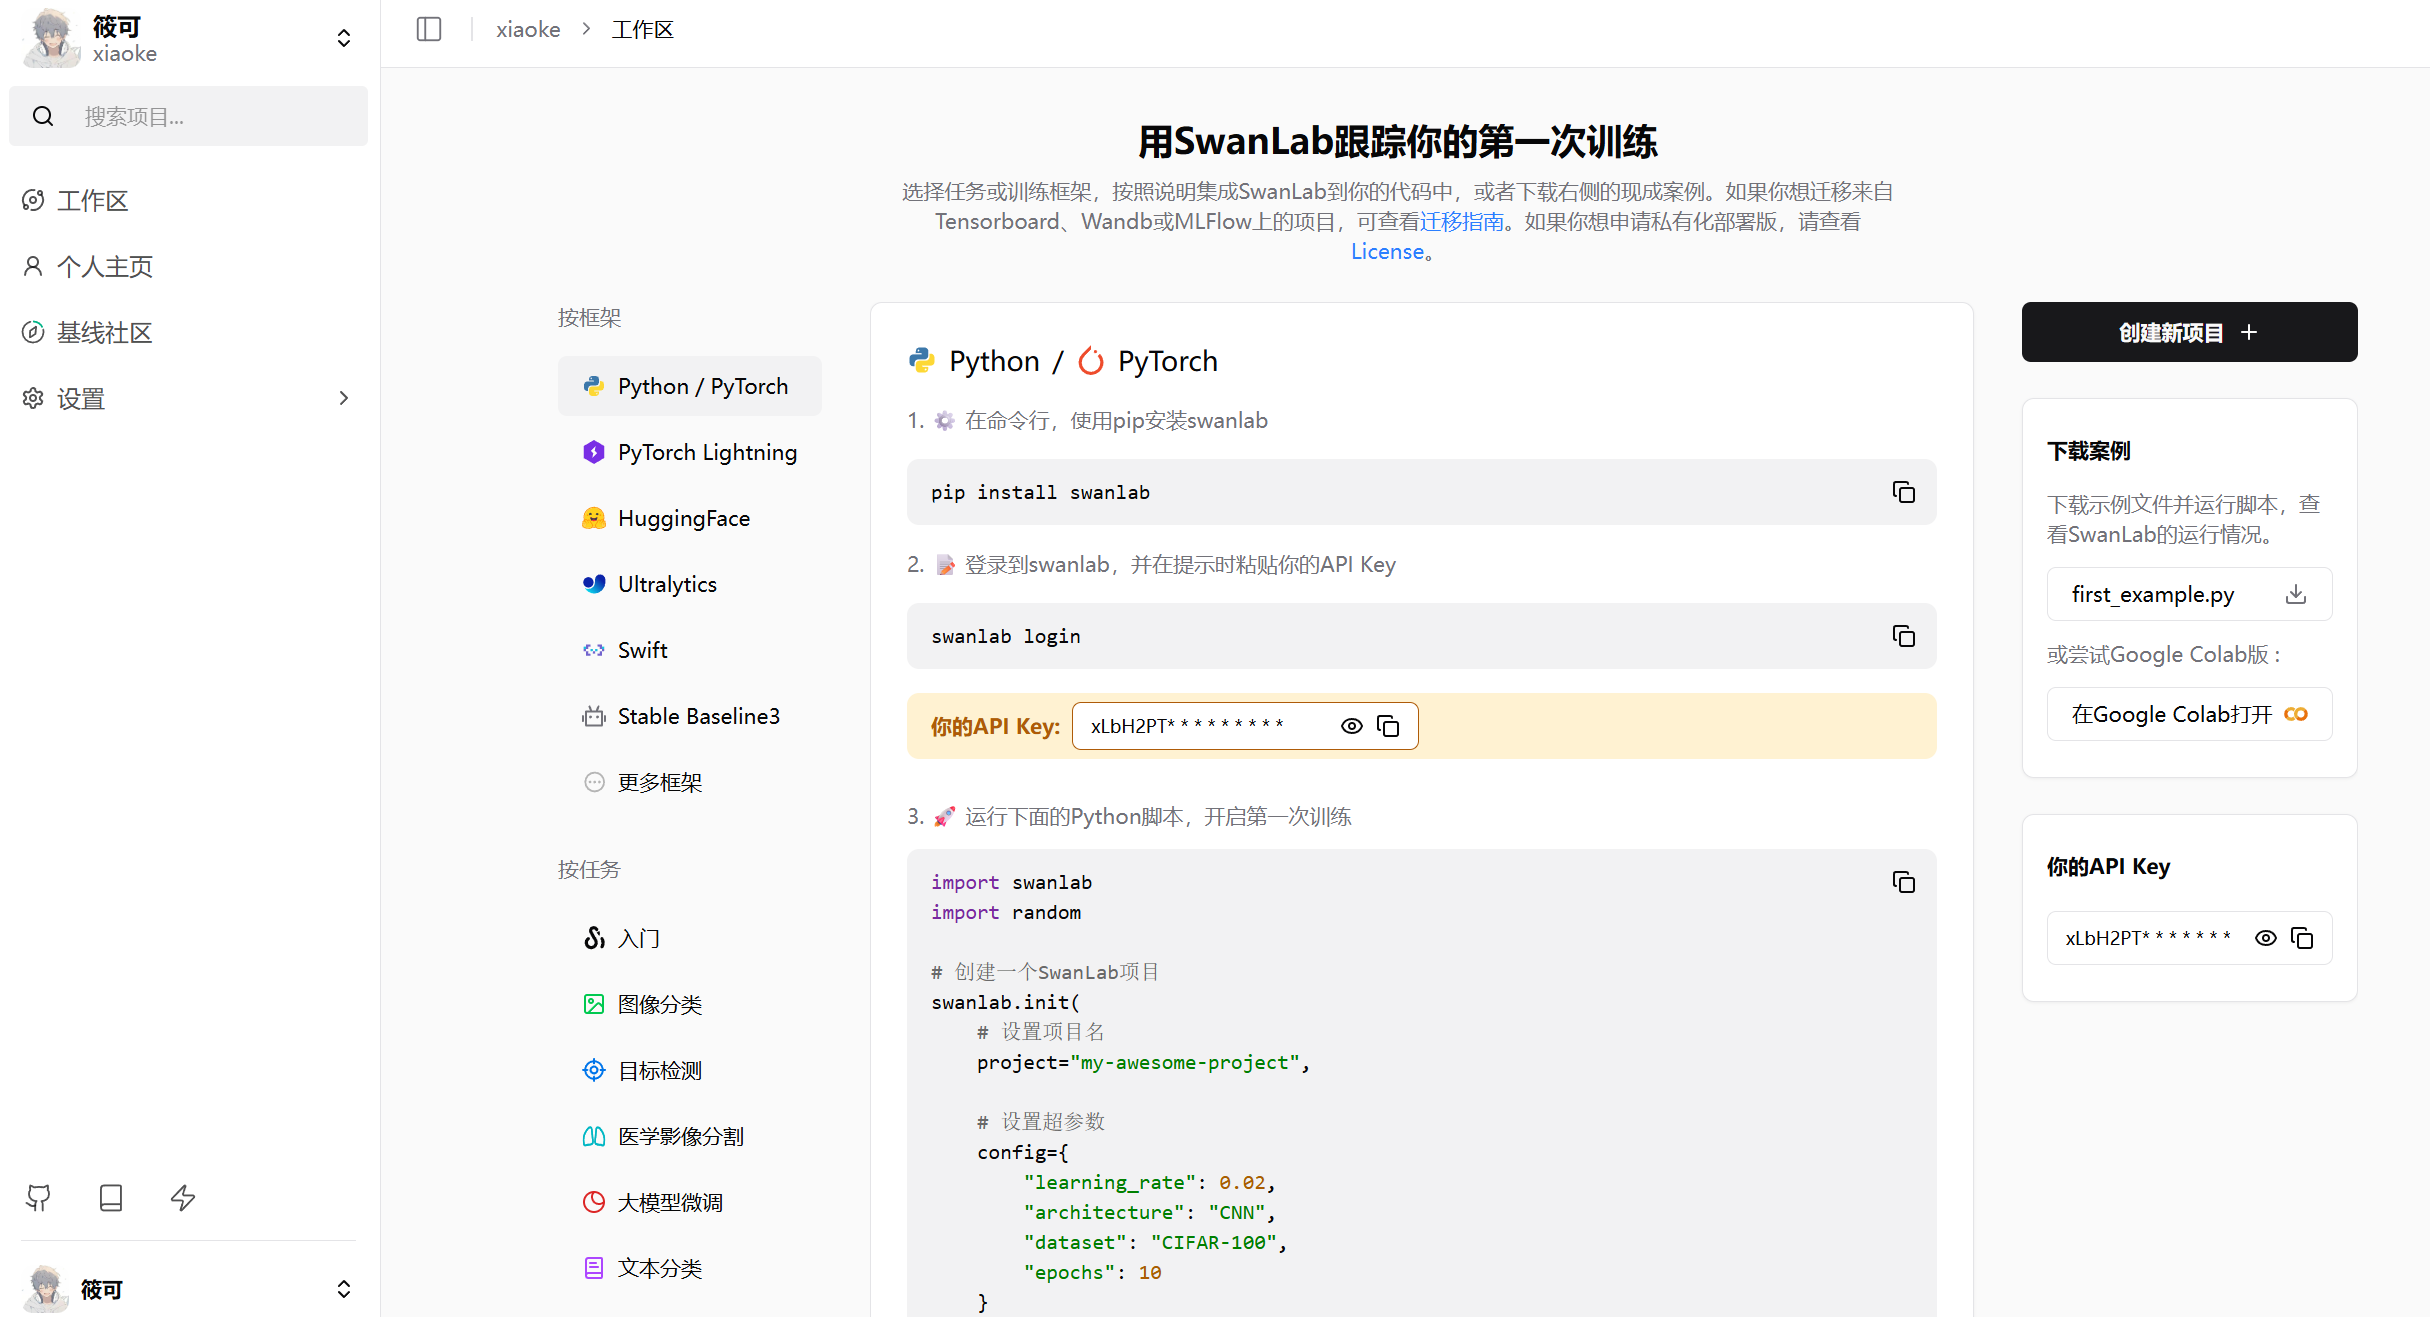 筱可
xiaoke
搜索项目...
工作区
个人主页
基线社区
设置
筱可
xiaoke > 工作区
用SwanLab跟踪你的第一次训练
选择任务或训练框架，按照说明集成SwanLab到你的代码中，或者下载右侧的现成案例。如果你想迁移来自
Tensorboard、Wandb或MLFlow上的项目，可查看迁移指南。如果你想申请私有化部署版，请查看
License。
按框架
Python / PyTorch
PyTorch Lightning
HuggingFace
Ultralytics
Swift
Stable Baseline3
更多框架
按任务
入门
图像分类
目标检测
医学影像分割
大模型微调
文本分类
Python / PyTorch
1. ⚙️ 在命令行，使用pip安装swanlab
pip install swanlab
2. 📝 登录到swanlab，并在提示时粘贴你的API Key
swanlab login
你的API Key: xLbH2PT*********
3. 🚀 运行下面的Python脚本，开启第一次训练
import swanlab
import random
# 创建一个SwanLab项目
swanlab.init(
    # 设置项目名
    project="my-awesome-project",
    # 设置超参数
    config={
        "learning_rate": 0.02,
        "architecture": "CNN",
        "dataset": "CIFAR-100",
        "epochs": 10
    }
创建新项目 +
下载案例
下载示例文件并运行脚本，查
看SwanLab的运行情况。
first_example.py
或尝试Google Colab版：
在Google Colab打开
你的API Key
xLbH2PT*******